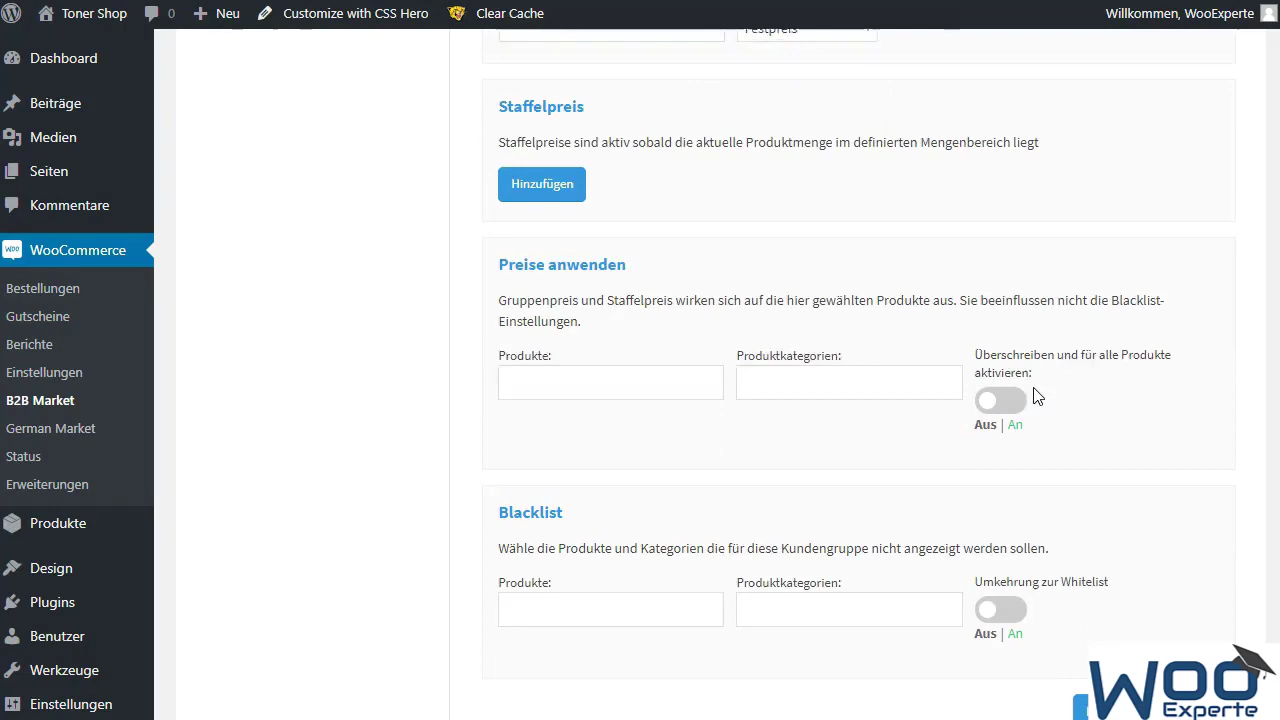 Toner Shop
0
Neu
Customize with CSS Hero
Clear Cache
Willkommen, WooExperte
Dashboard
Beiträge
Medien
Seiten
Kommentare
WOO
WooCommerce
Bestellungen
Gutscheine
Berichte
Einstellungen
B2B Market
German Market
Status
Erweiterungen
Produkte
Design
Plugins
Benutzer
Werkzeuge
Einstellungen
Festpreis
Staffelpreis
Staffelpreise sind aktiv sobald die aktuelle Produktmenge im definierten Mengenbereich liegt
Hinzufügen
Preise anwenden
Gruppenpreis und Staffelpreis wirken sich auf die hier gewählten Produkte aus. Sie beeinflussen nicht die Blacklist-
Einstellungen.
Produkte:
Produktkategorien:
Überschreiben und für alle Produkte
aktivieren:
Aus | An
Blacklist
Wähle die Produkte und Kategorien die für diese Kundengruppe nicht angezeigt werden sollen.
Produkte:
Produktkategorien:
Umkehrung zur Whitelist
Aus | An
WOO
Experte